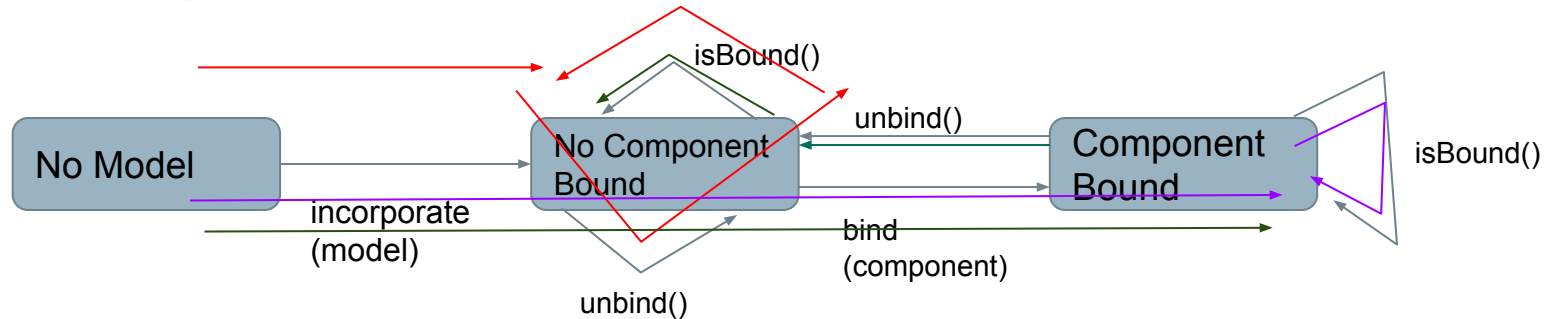 isBound()
unbind()
No Model
No Component
Bound
Component
Bound
isBound()
incorporate
(model)
bind
(component)
unbind()